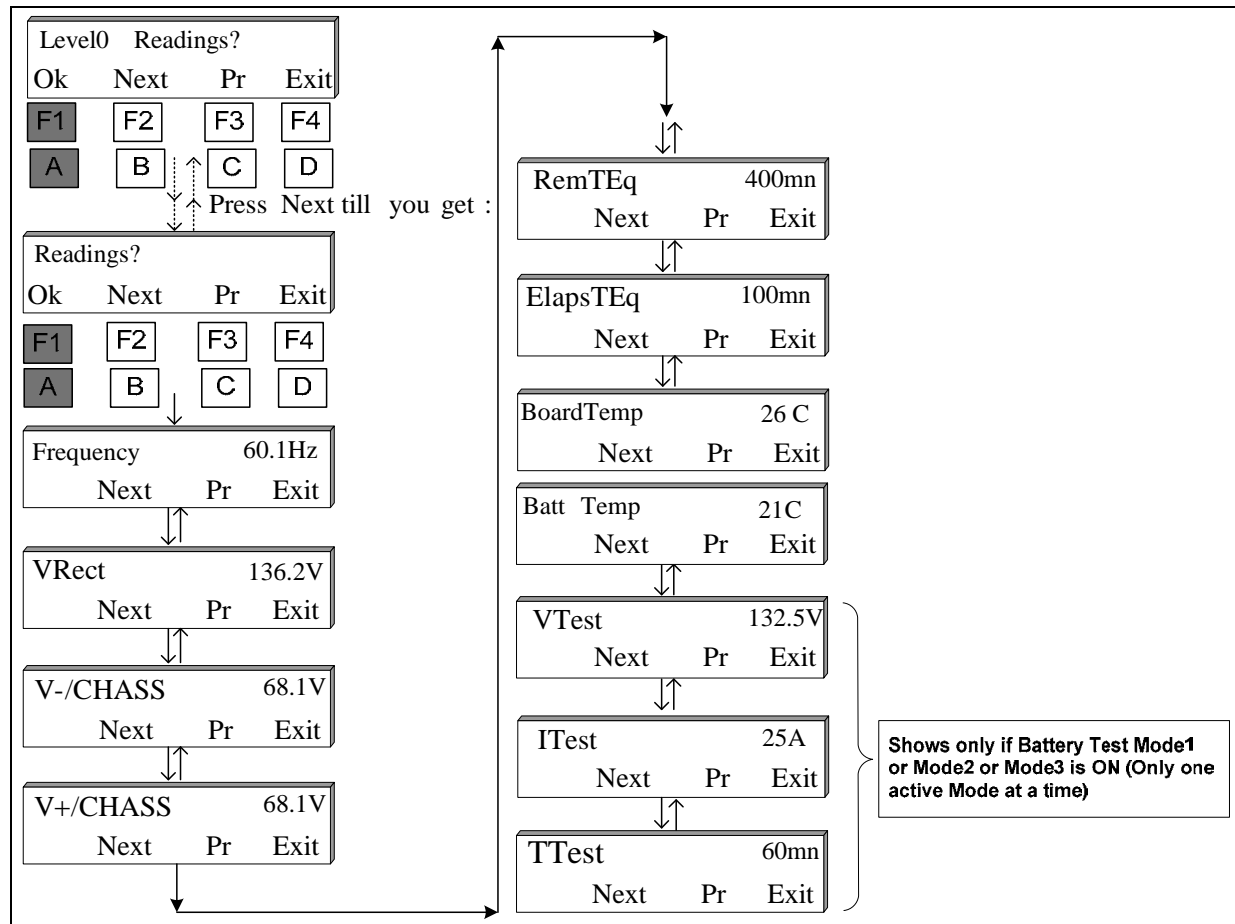 Level0 Readings?
Ok Next Pr Exit
F1 F2 F3 F4
A B C D
Press Next till you get :
Readings?
Ok Next Pr Exit
F1 F2 F3 F4
A B C D
Frequency 60.1Hz
Next Pr Exit
VRect 136.2V
Next Pr Exit
V-/CHASS 68.1V
Next Pr Exit
V+/CHASS 68.1V
Next Pr Exit
RemTEq 400mn
Next Pr Exit
ElapsTEq 100mn
Next Pr Exit
BoardTemp 26 C
Next Pr Exit
Batt Temp 21C
Next Pr Exit
VTest 132.5V
Next Pr Exit
ITest 25A
Next Pr Exit
TTest 60mn
Next Pr Exit
Shows only if Battery Test Mode1
or Mode2 or Mode3 is ON (Only one
active Mode at a time)